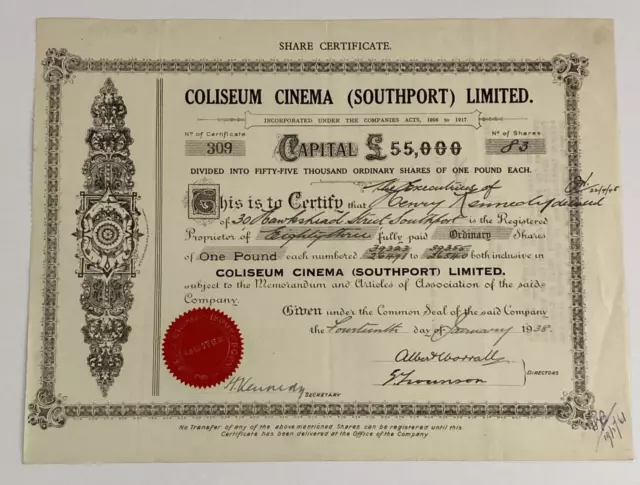 SHARE CERTIFICATE.
COLISEUM CINEMA (SOUTHPORT) LIMITED.
INCORPORATED UNDER THE COMPANIES ACTS, 1908 to 1917.
No of Certificate
309
CAPITAL £55,000
No of Shares
83
DIVIDED INTO FIFTY-FIVE THOUSAND ORDINARY SHARES OF ONE POUND EACH.
the Executrices of
This is to Certify that Henry Kennedy deceased
of 30 Hawkshead Street Southport is the Registered
Proprietor of Eighty three fully paid Ordinary Shares
of One Pound each numbered to both inclusive in
COLISEUM CINEMA (SOUTHPORT) LIMITED.
subject to the Memorandum and Articles of Association of the said
Company.
Given under the Common Seal of the said Company
the Fourteenth day of January 1938.
Albert Worrall
DIRECTORS
H. Kennedy
SECRETARY
No Transfer of any of the above mentioned Shares can be registered until this
Certificate has been delivered at the Office of the Company